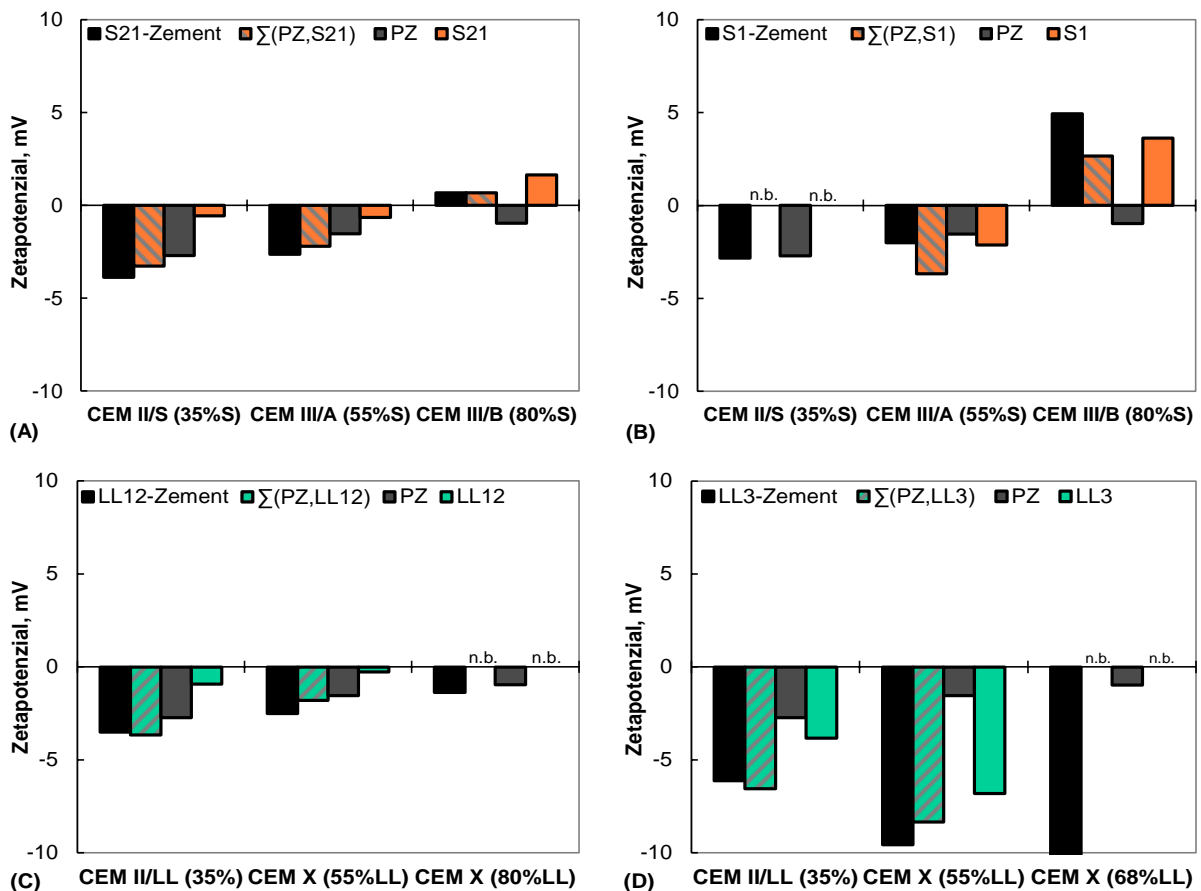 S21-Zement ∑(PZ,S21) PZ S21
10
5
0
-5
-10
Zetapotenzial, mV
CEM II/S (35%S) CEM III/A (55%S) CEM III/B (80%S)
(A)
S1-Zement ∑(PZ,S1) PZ S1
10
5
0
-5
-10
Zetapotenzial, mV
n.b. n.b.
CEM II/S (35%S) CEM III/A (55%S) CEM III/B (80%S)
(B)
LL12-Zement ∑(PZ,LL12) PZ LL12
10
5
0
-5
-10
Zetapotenzial, mV
n.b. n.b.
CEM II/LL (35%) CEM X (55%LL) CEM X (80%LL)
(C)
LL3-Zement ∑(PZ,LL3) PZ LL3
10
5
0
-5
-10
Zetapotenzial, mV
n.b. n.b.
CEM II/LL (35%) CEM X (55%LL) CEM X (68%LL)
(D)